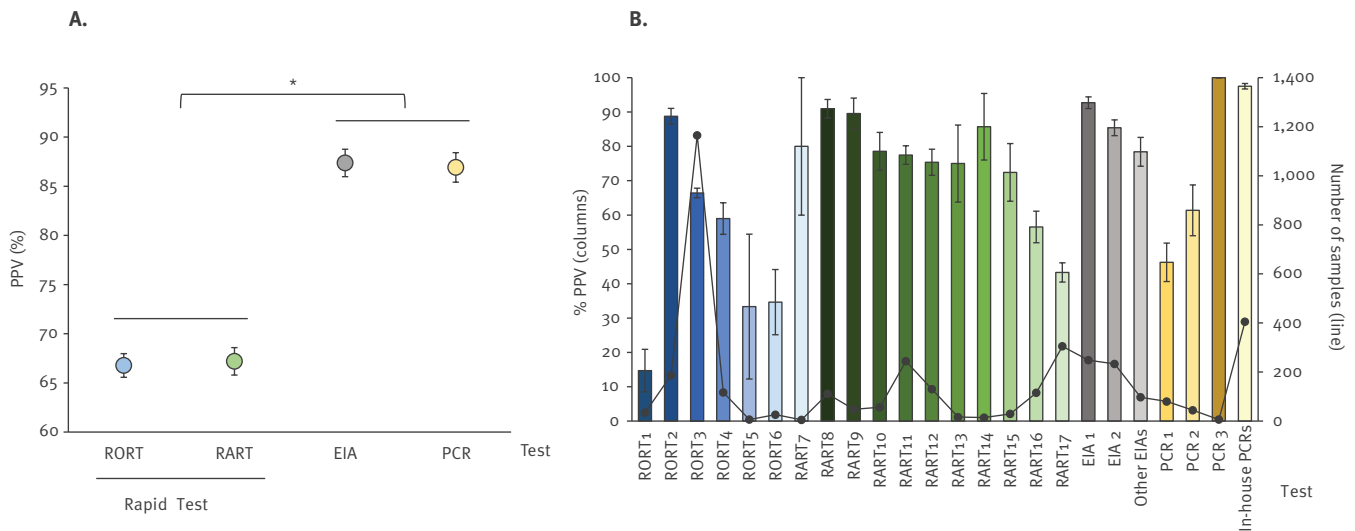 A.
PPV (%)
95
90
85
80
75
70
65
60
*
RORT
RART
EIA
PCR
Test
Rapid Test
B.
% PPV (columns)
100
90
80
70
60
50
40
30
20
10
0
1,400
1,200
1,000
800
600
400
200
0
Number of samples (line)
RORT1
RORT2
RORT3
RORT4
RORT5
RORT6
RART7
RART8
RART9
RART10
RART11
RART12
RART13
RART14
RART15
RART16
RART17
EIA 1
EIA 2
Other EIAs
PCR 1
PCR 2
PCR 3
In-house PCRs
Test